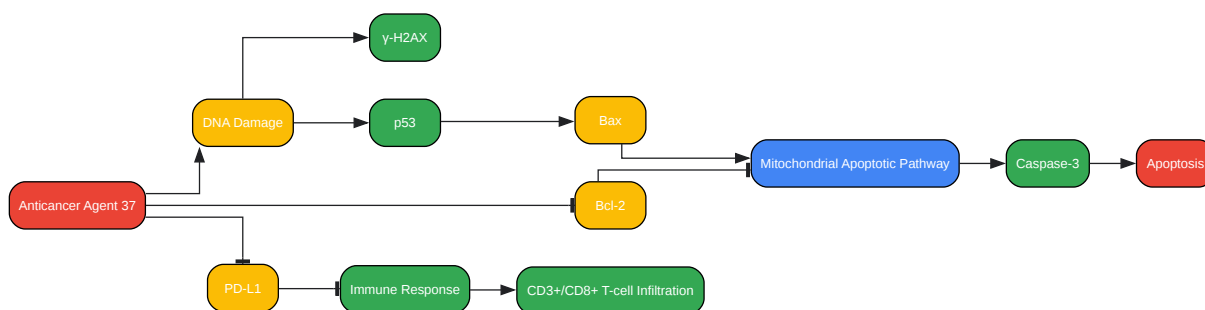 γ-H2AX
DNA Damage
p53
Bax
Mitochondrial Apoptotic Pathway
Caspase-3
Apoptosis
Anticancer Agent 37
Bcl-2
PD-L1
Immune Response
CD3+/CD8+ T-cell Infiltration